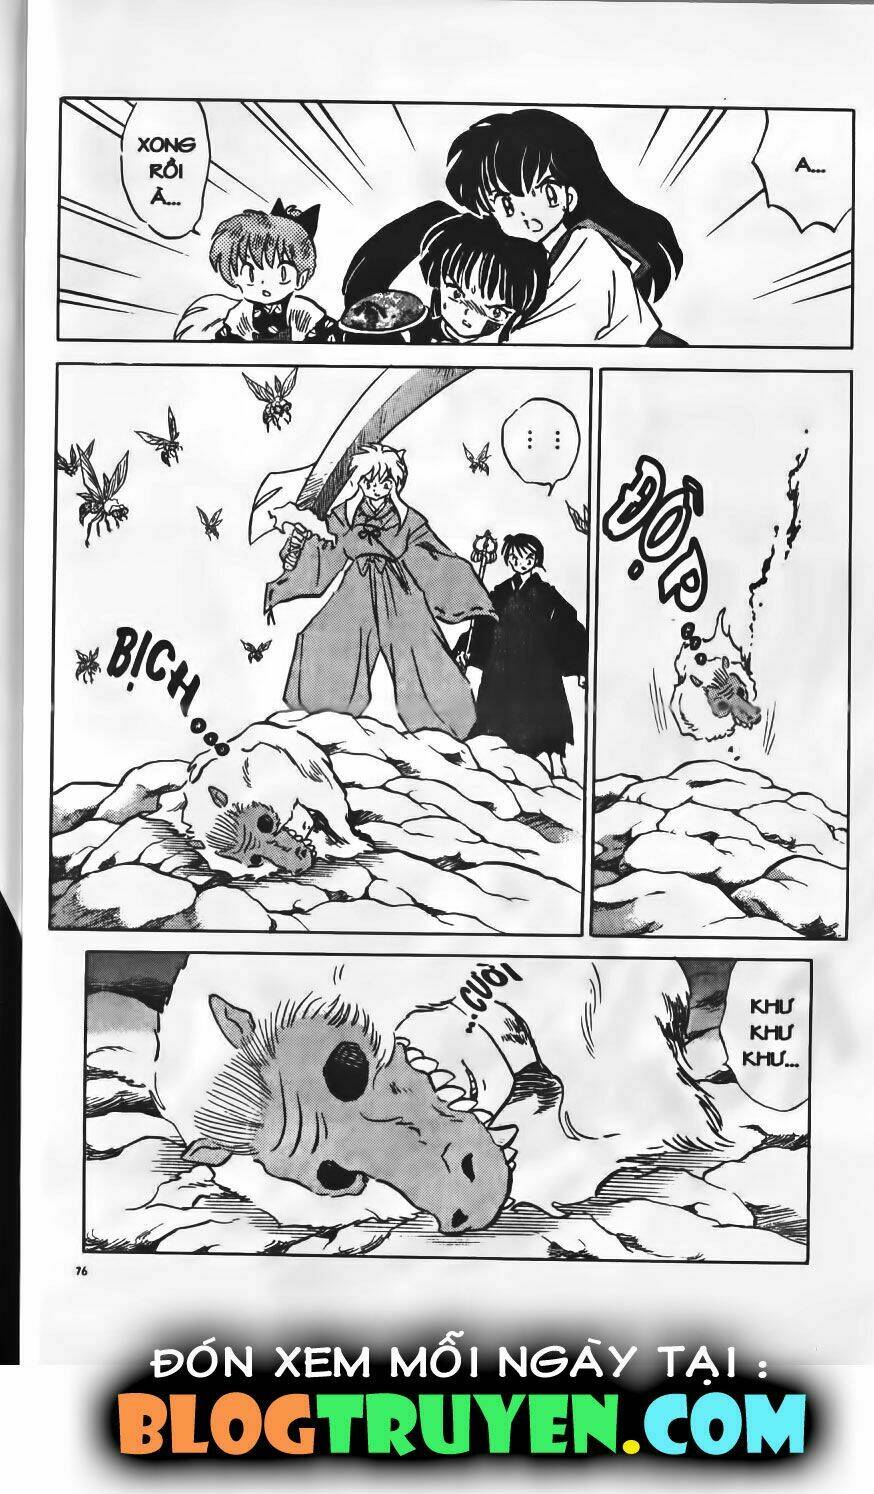 A...
XONG
RỒI
À...
ĐỘP...
... ...
BỊCH...
KHƯ
KHƯ
KHƯ...
...CƯỜI
76
ĐÓN XEM MỖI NGÀY TẠI :
BLOGTRUYEN.COM